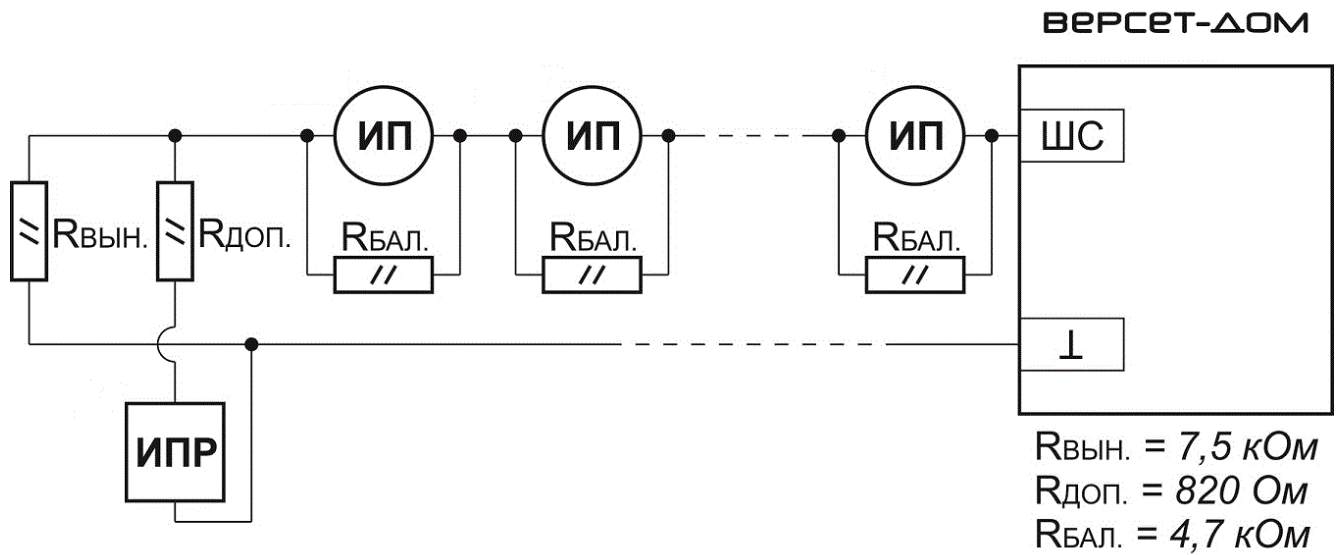 ВЕРСЕТ-ДОМ
ИП ИП ИП ШС
RВЫН. RДОП. RБАЛ. RБАЛ. RБАЛ.
⊥
ИПР
RВЫН. = 7,5 кОм
RДОП. = 820 Ом
RБАЛ. = 4,7 кОм